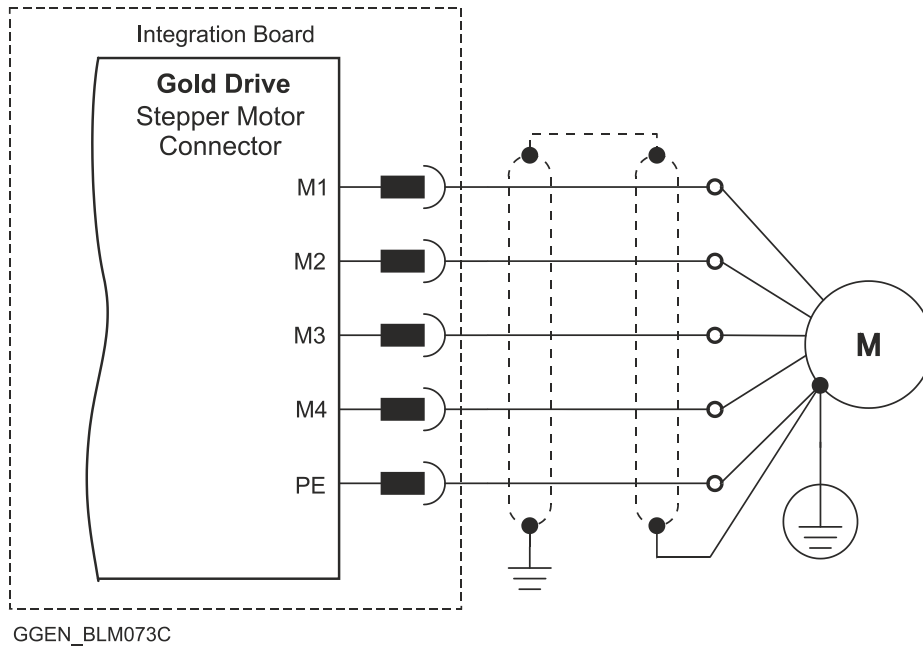 Integration Board
Gold Drive
Stepper Motor
Connector
M1
M2
M3
M4
PE
M
GGEN_BLM073C